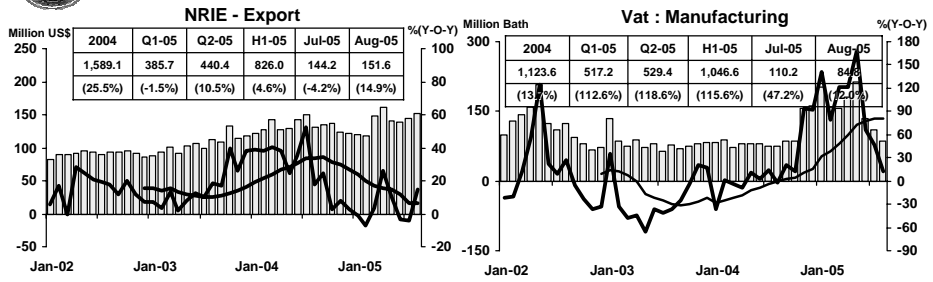 NRIE - Export
Million US$
%(Y-O-Y)
2004 Q1-05 Q2-05 H1-05 Jul-05 Aug-05
1,589.1 385.7 440.4 826.0 144.2 151.6
(25.5%) (-1.5%) (10.5%) (4.6%) (-4.2%) (14.9%)
250
200
150
100
50
0
-50
100
80
60
40
20
0
-20
Jan-02 Jan-03 Jan-04 Jan-05
Vat : Manufacturing
Million Bath
%(Y-O-Y)
2004 Q1-05 Q2-05 H1-05 Jul-05 Aug-05
1,123.6 517.2 529.4 1,046.6 110.2 84.8
(112.6%) (118.6%) (115.6%) (47.2%) (12.0%)
300
150
0
-150
180
150
120
90
60
30
0
-30
-60
-90
Jan-02 Jan-03 Jan-04 Jan-05